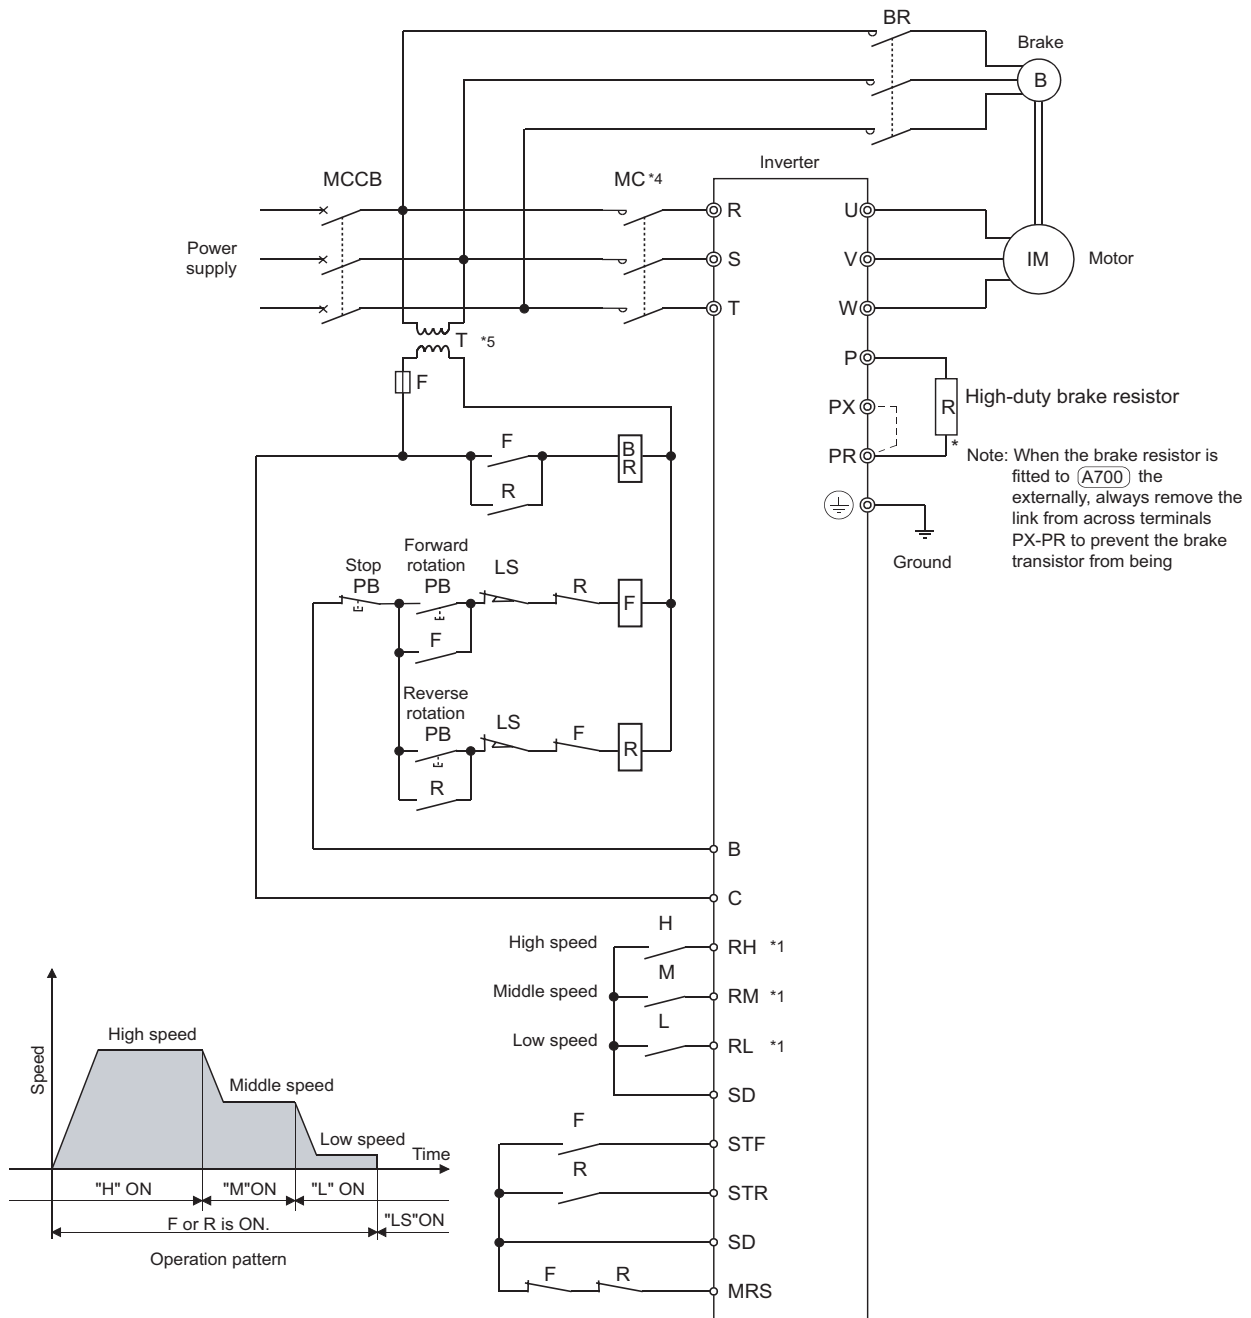 BR
Brake
B
Inverter
MCCB
MC *4
R
U
Power
supply
S
V
IM
Motor
T
W
T *5
P
F
PX
R
High-duty brake resistor
*
PR
Note: When the brake resistor is
fitted to A700 the
externally, always remove the
link from across terminals
PX-PR to prevent the brake
transistor from being
Ground
F
B
R
R
Stop
PB
Forward
rotation
PB
LS
R
F
F
Reverse
rotation
PB
LS
F
R
R
B
C
H
High speed
RH *1
M
Middle speed
RM *1
L
Low speed
RL *1
SD
F
STF
R
STR
SD
F
R
MRS
Speed
High speed
Middle speed
Low speed
Time
"H" ON
"M"ON
"L" ON
F or R is ON.
"LS"ON
Operation pattern